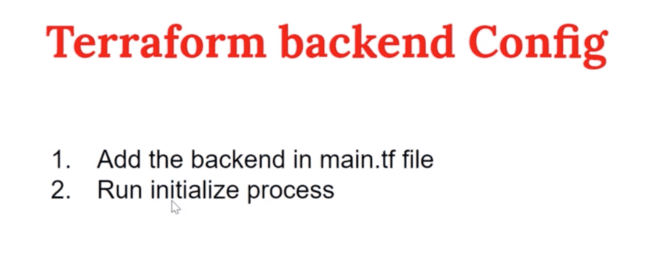 Terraform backend Config
1. Add the backend in main.tf file
2. Run initialize process